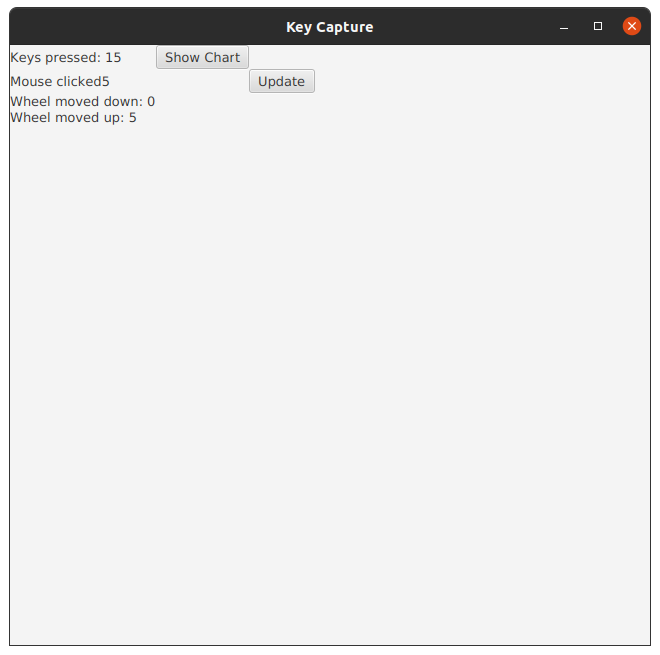 Key Capture
Keys pressed: 15 Show Chart
Mouse clicked5 Update
Wheel moved down: 0
Wheel moved up: 5